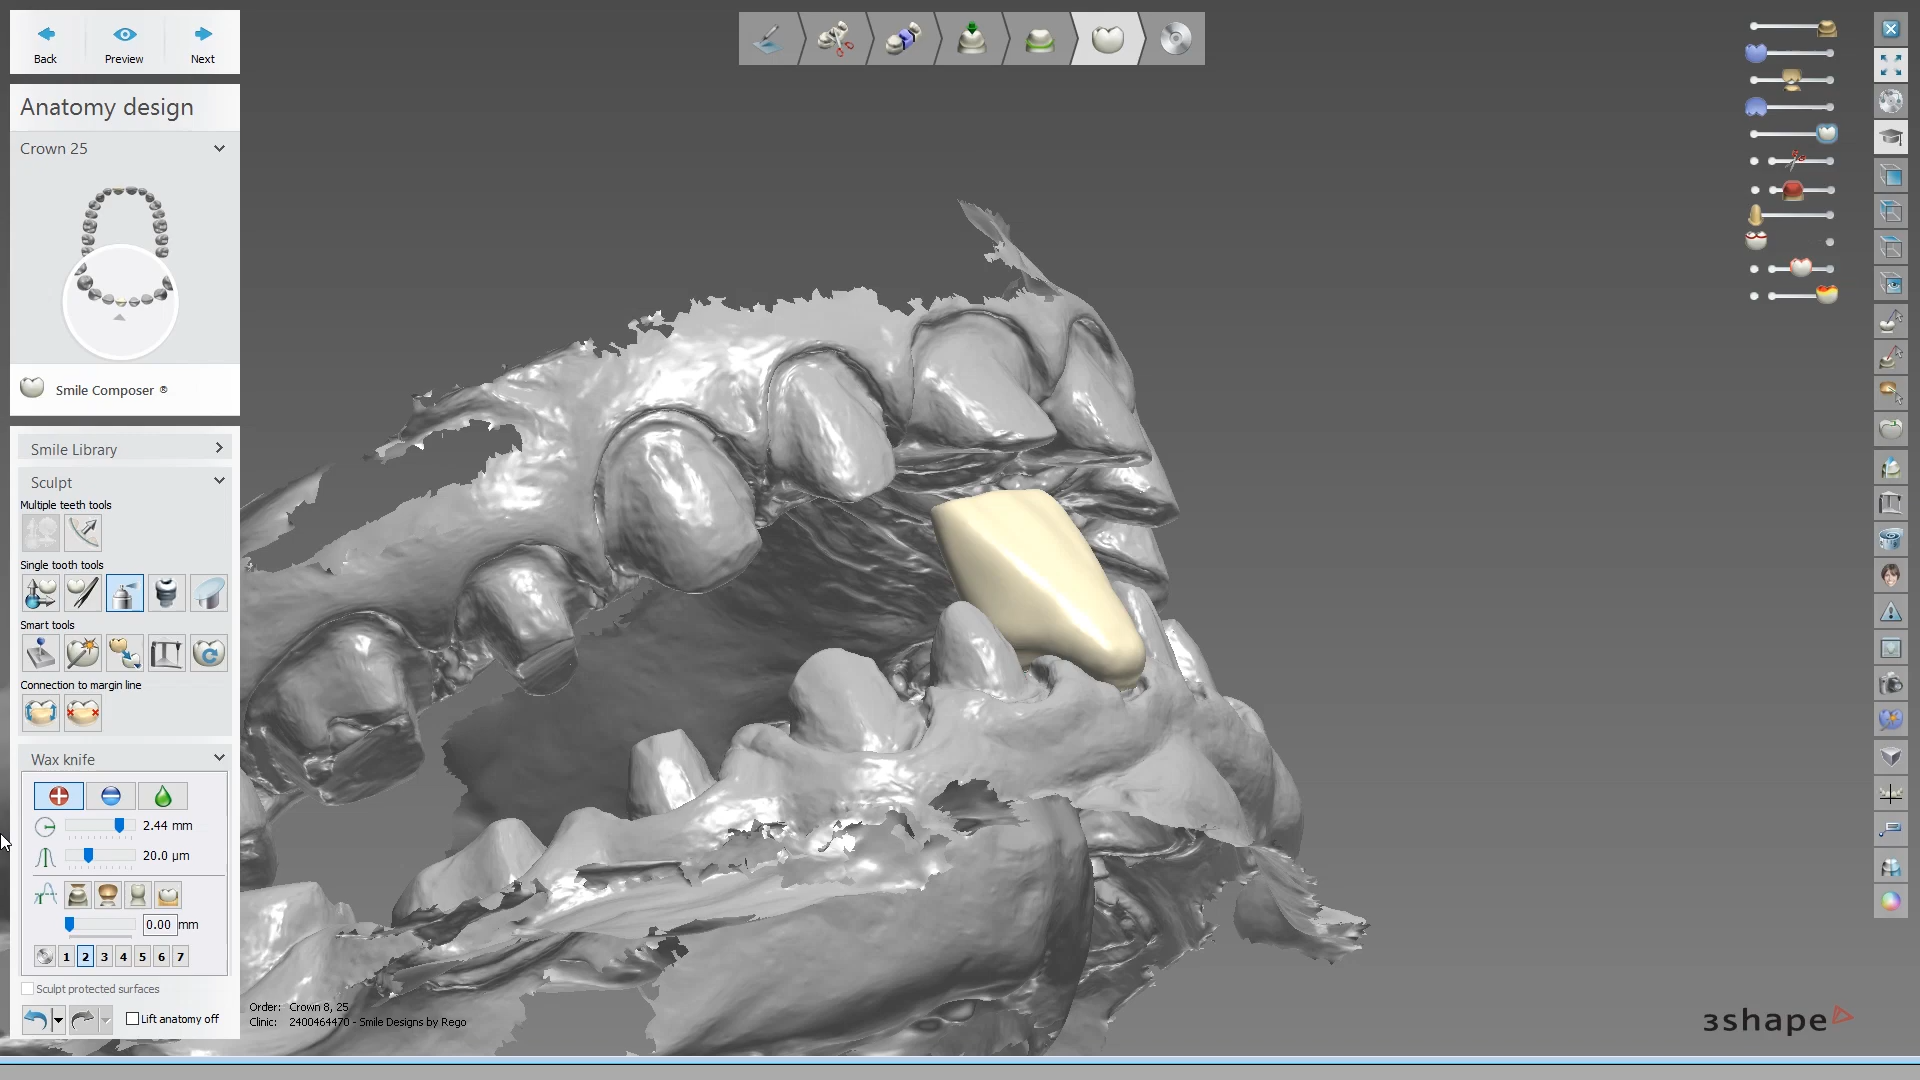 Back
Preview
Next
Anatomy design
Crown 25
Smile Composer ®
Smile Library
Sculpt
Multiple teeth tools
Single tooth tools
Smart tools
Connection to margin line
Wax knife
2.44 mm
20.0 µm
0.00 mm
1 2 3 4 5 6 7
Sculpt protected surfaces
Lift anatomy off
Order: Crown 8, 25
Clinic: 2400464470 - Smile Designs by Rego
3shape